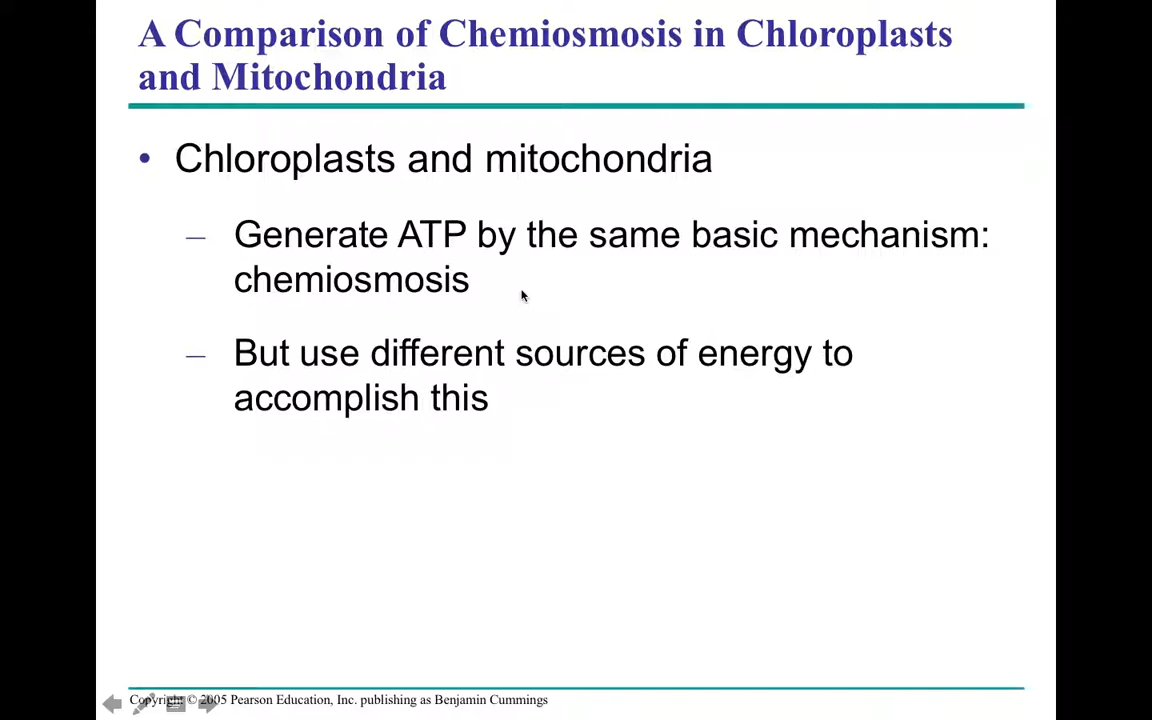 A Comparison of Chemiosmosis in Chloroplasts
and Mitochondria
• Chloroplasts and mitochondria
– Generate ATP by the same basic mechanism:
chemiosmosis
– But use different sources of energy to
accomplish this
Copyright © 2005 Pearson Education, Inc. publishing as Benjamin Cummings